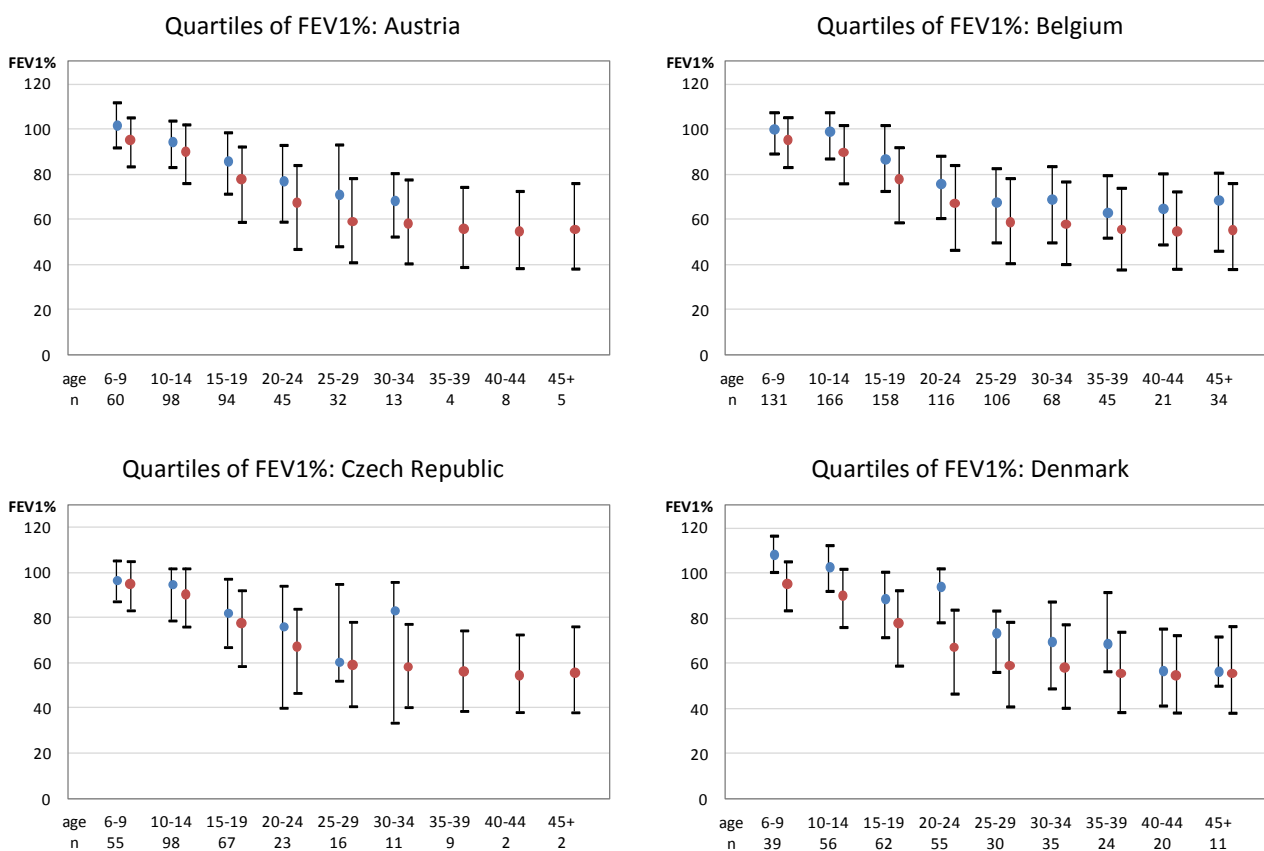 Quartiles of FEV1%: Austria
FEV1%
120
100
80
60
40
20
0
age 6-9 10-14 15-19 20-24 25-29 30-34 35-39 40-44 45+
n 60 98 94 45 32 13 4 8 5
Quartiles of FEV1%: Belgium
FEV1%
120
100
80
60
40
20
0
age 6-9 10-14 15-19 20-24 25-29 30-34 35-39 40-44 45+
n 131 166 158 116 106 68 45 21 34
Quartiles of FEV1%: Czech Republic
FEV1%
120
100
80
60
40
20
0
age 6-9 10-14 15-19 20-24 25-29 30-34 35-39 40-44 45+
n 55 98 67 23 16 11 9 2 2
Quartiles of FEV1%: Denmark
FEV1%
120
100
80
60
40
20
0
age 6-9 10-14 15-19 20-24 25-29 30-34 35-39 40-44 45+
n 39 56 62 55 30 35 24 20 11